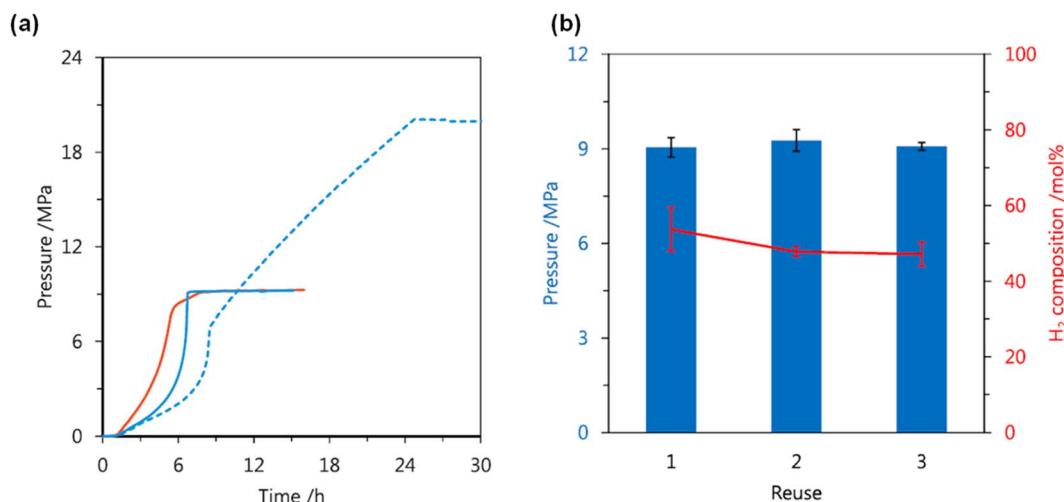 (a)
24
18
12
6
0
Pressure /MPa
0 6 12 18 24 30
Time /h
(b)
12
9
6
3
0
Pressure /MPa
100
80
60
40
20
0
H₂ composition /mol%
1 2 3
Reuse